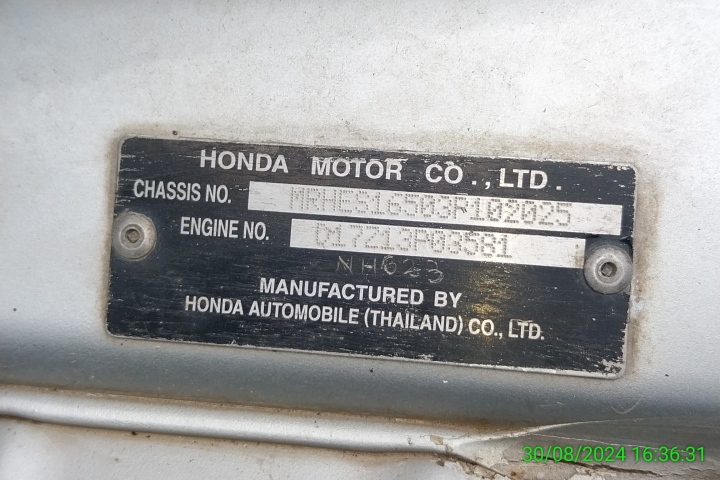 HONDA MOTOR CO., LTD.
CHASSIS NO. MRHES16503R102025
ENGINE NO. D17Z13P03581
NH623
MANUFACTURED BY
HONDA AUTOMOBILE (THAILAND) CO., LTD.
30/08/2024 16:36:31